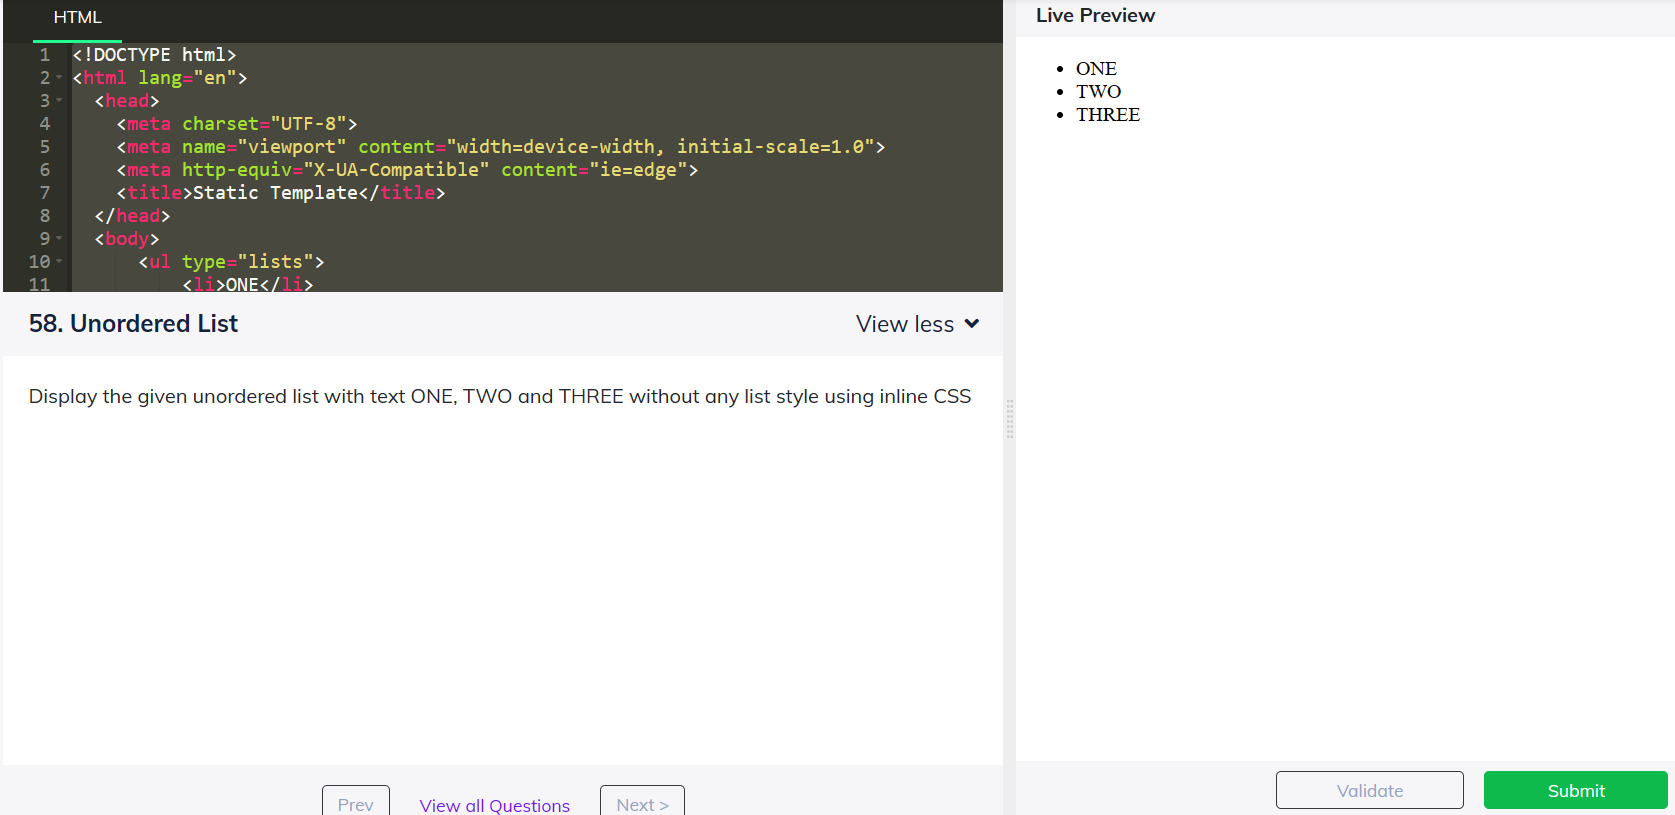 HTML
1 <!DOCTYPE html>
2 <html lang="en">
3 <head>
4 <meta charset="UTF-8">
5 <meta name="viewport" content="width=device-width, initial-scale=1.0">
6 <meta http-equiv="X-UA-Compatible" content="ie=edge">
7 <title>Static Template</title>
8 </head>
9 <body>
10 <ul type="lists">
11 <li>ONE</li>
58. Unordered List
View less
Display the given unordered list with text ONE, TWO and THREE without any list style using inline CSS
Prev
View all Questions
Next >
Live Preview
• ONE
• TWO
• THREE
Validate
Submit